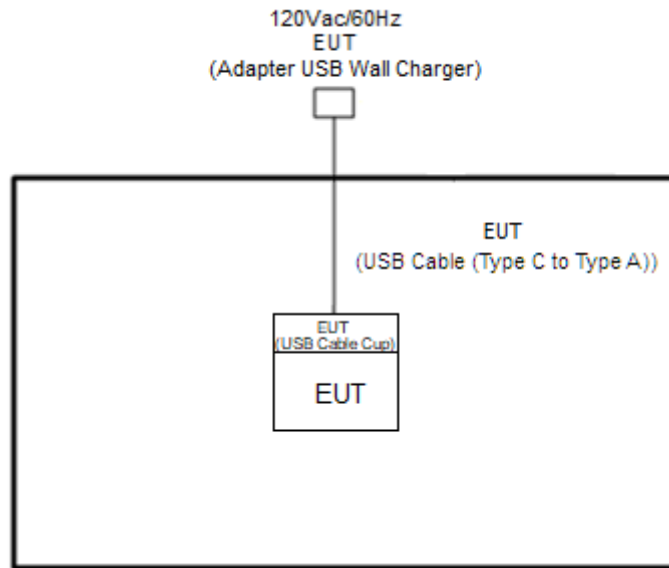 120Vac/60Hz
EUT
(Adapter USB Wall Charger)
EUT
(USB Cable (Type C to Type A))
EUT
(USB Cable Cup)
EUT